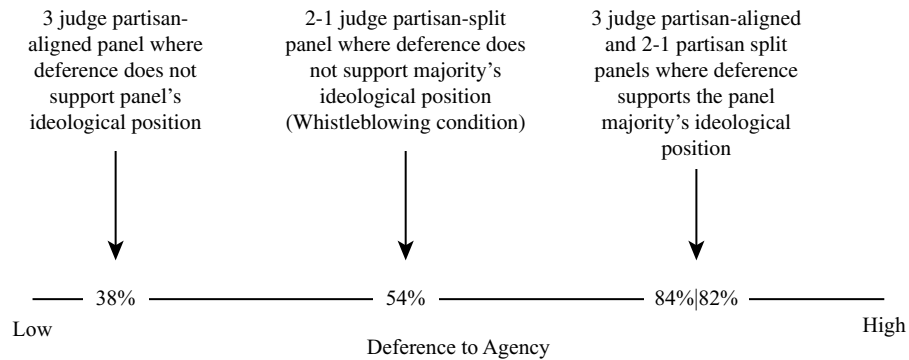 3 judge partisan-
aligned panel where
deference does not
support panel's
ideological position
2-1 judge partisan-split
panel where deference does
not support majority's
ideological position
(Whistleblowing condition)
3 judge partisan-aligned
and 2-1 partisan split
panels where deference
supports the panel
majority's ideological
position
38%
54%
84%|82%
Low
High
Deference to Agency